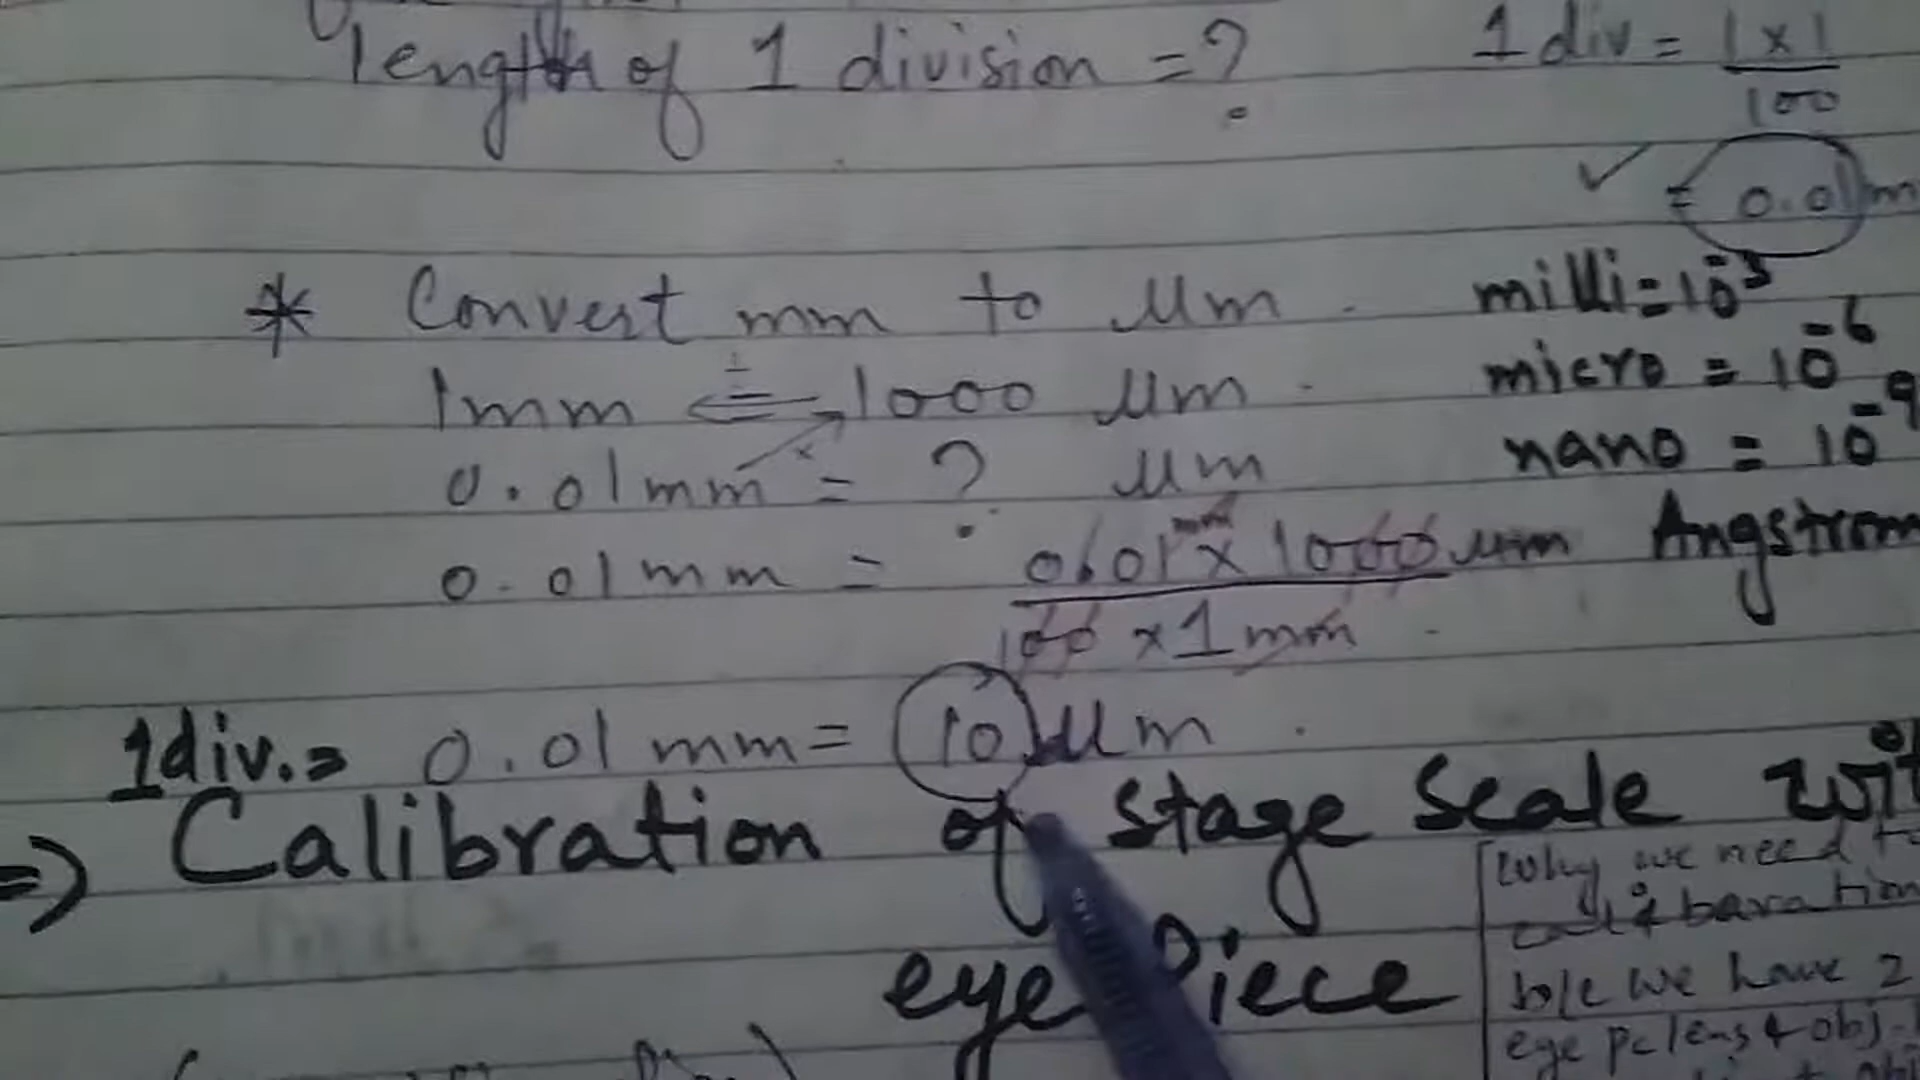 length of 1 division = ?
1 div = 1 x 1
100
✓ = 0.01 m
* Convert mm to μm .
milli = 10-3
1mm ⇐ 1000 μm .
micro = 10-6
0.01mm = ? μm
nano = 10-9
0.01mm = 0.01 mm x 1000 μm
Angstrom
100 x 1 mm .
1div. = 0.01 mm = 10 μm .
=> Calibration of stage scale wit
eye Piece
Why we need to
b/c we have 2
eye pc lens & obj.